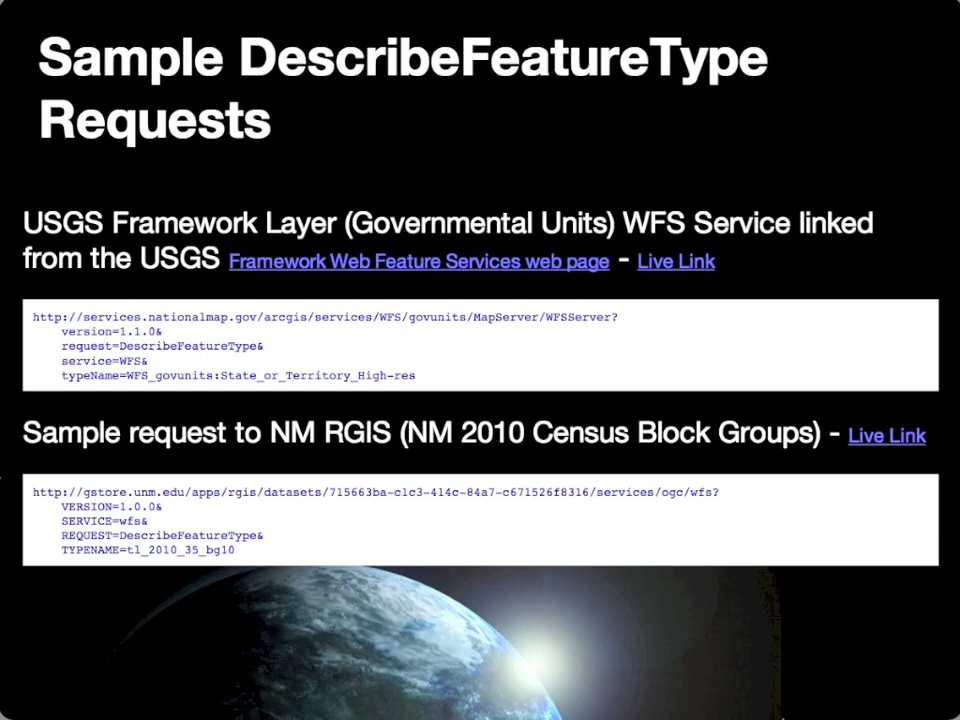 Sample DescribeFeatureType
Requests
USGS Framework Layer (Governmental Units) WFS Service linked
from the USGS Framework Web Feature Services web page - Live Link
http://services.nationalmap.gov/arcgis/services/WFS/govunits/MapServer/WFSServer?
version=1.1.0&
request=DescribeFeatureType&
service=WFS&
typeName=WFS_govunits:State_or_Territory_High-res
Sample request to NM RGIS (NM 2010 Census Block Groups) - Live Link
http://gstore.unm.edu/apps/rgis/datasets/715663ba-c1c3-414c-84a7-c671526f8316/services/ogc/wfs?
VERSION=1.0.0&
SERVICE=wfs&
REQUEST=DescribeFeatureType&
TYPENAME=tl_2010_35_bg10